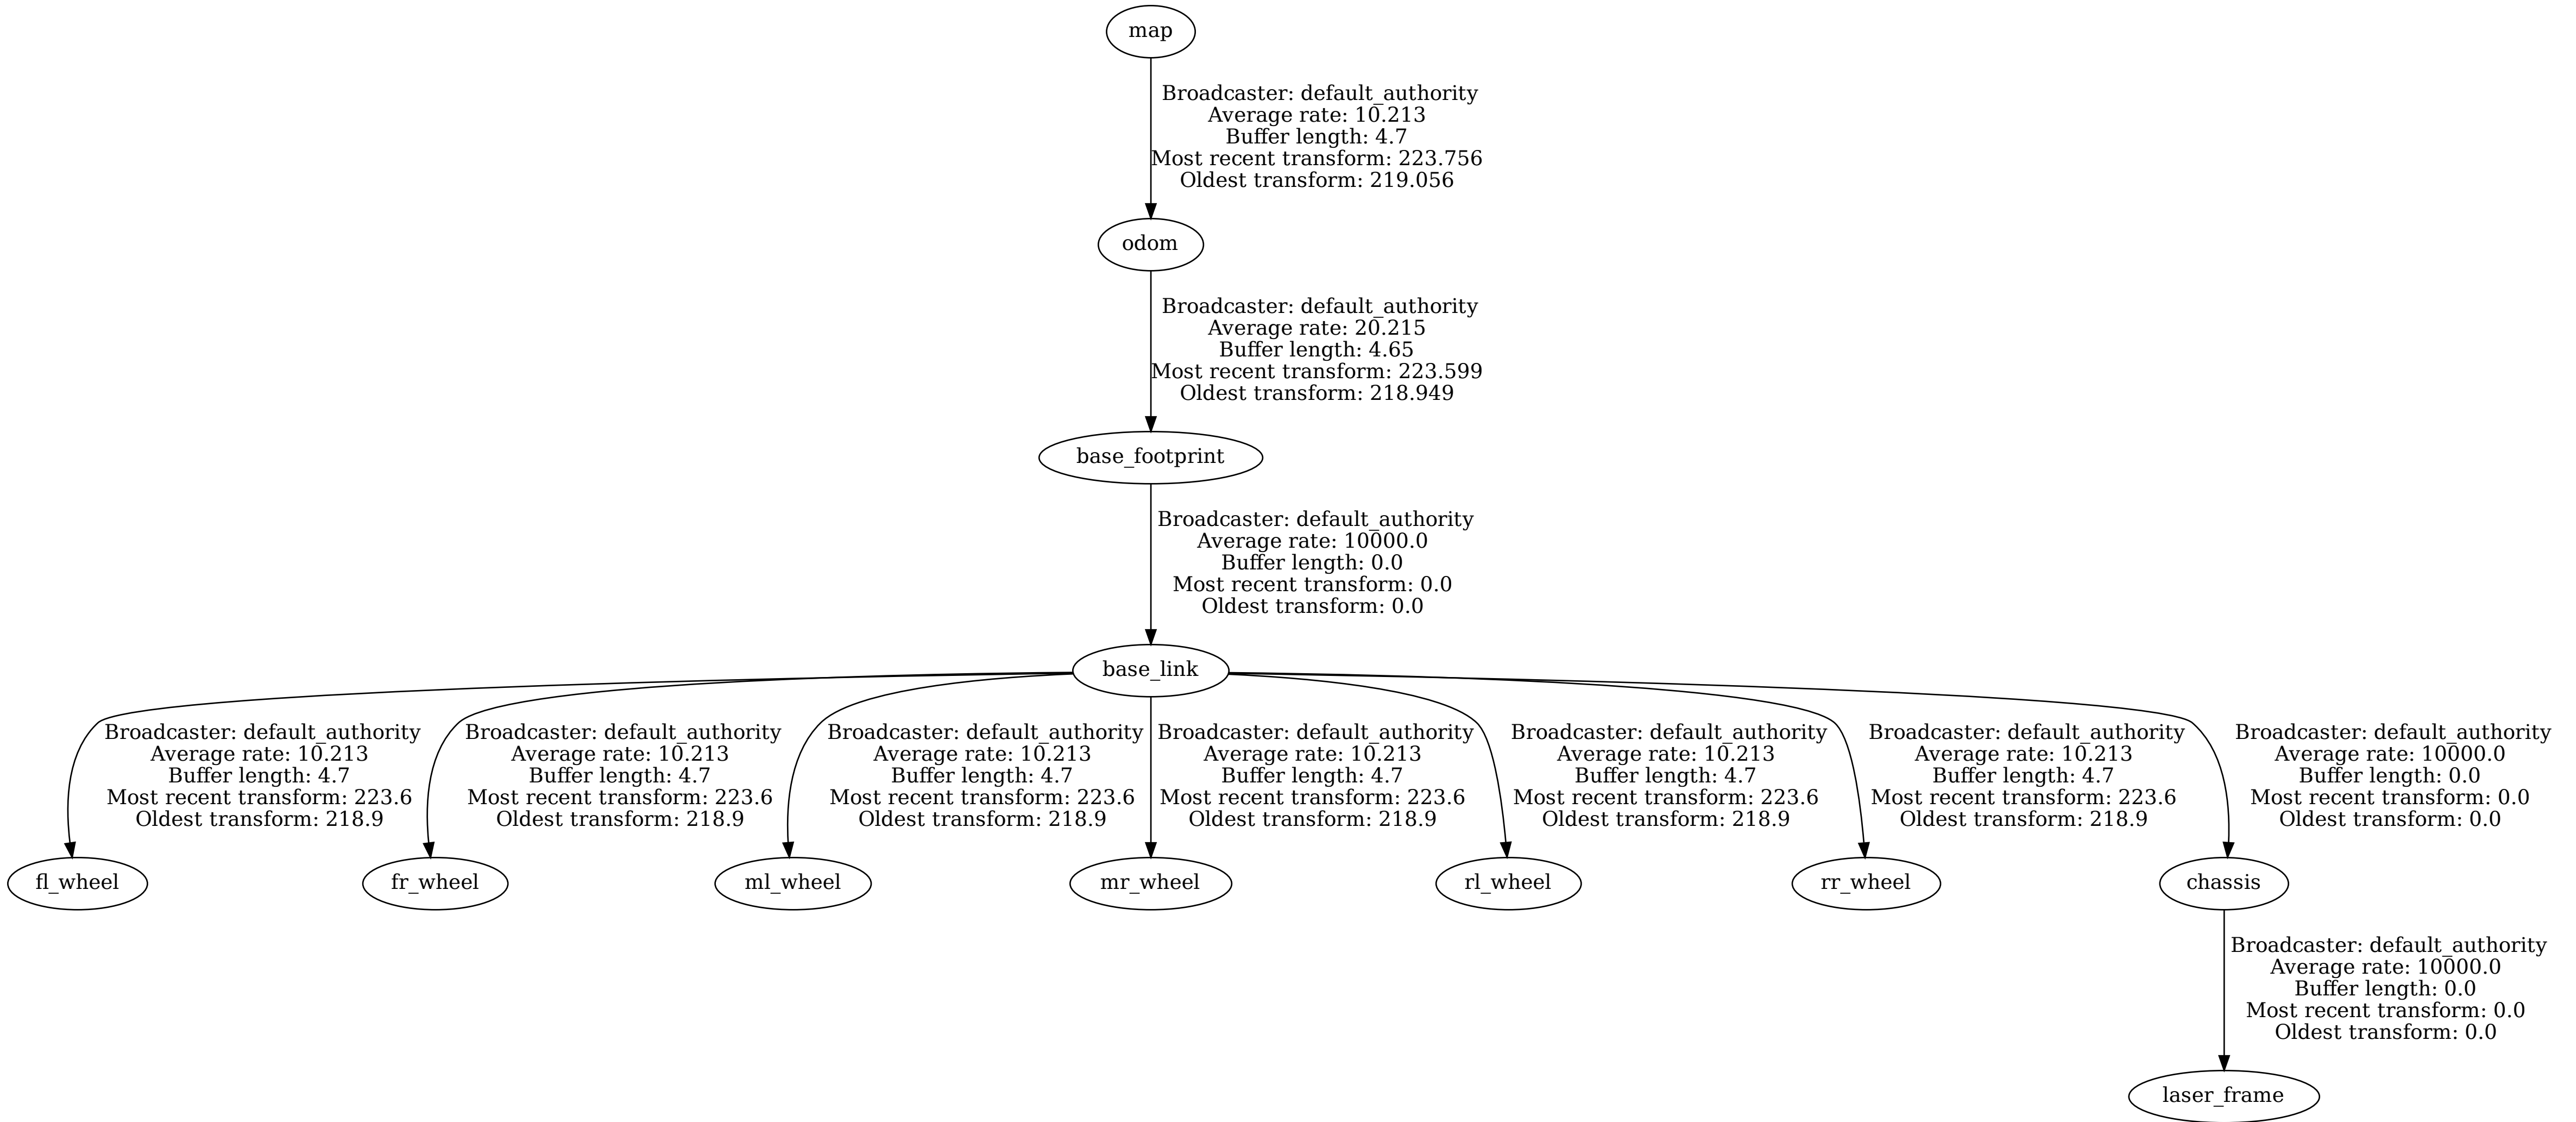 map
Broadcaster: default_authority
Average rate: 10.213
Buffer length: 4.7
Most recent transform: 223.756
Oldest transform: 219.056
odom
Broadcaster: default_authority
Average rate: 20.215
Buffer length: 4.65
Most recent transform: 223.599
Oldest transform: 218.949
base_footprint
Broadcaster: default_authority
Average rate: 10000.0
Buffer length: 0.0
Most recent transform: 0.0
Oldest transform: 0.0
base_link
Broadcaster: default_authority
Average rate: 10.213
Buffer length: 4.7
Most recent transform: 223.6
Oldest transform: 218.9
Broadcaster: default_authority
Average rate: 10.213
Buffer length: 4.7
Most recent transform: 223.6
Oldest transform: 218.9
Broadcaster: default_authority
Average rate: 10.213
Buffer length: 4.7
Most recent transform: 223.6
Oldest transform: 218.9
Broadcaster: default_authority
Average rate: 10.213
Buffer length: 4.7
Most recent transform: 223.6
Oldest transform: 218.9
Broadcaster: default_authority
Average rate: 10.213
Buffer length: 4.7
Most recent transform: 223.6
Oldest transform: 218.9
Broadcaster: default_authority
Average rate: 10.213
Buffer length: 4.7
Most recent transform: 223.6
Oldest transform: 218.9
Broadcaster: default_authority
Average rate: 10000.0
Buffer length: 0.0
Most recent transform: 0.0
Oldest transform: 0.0
fl_wheel
fr_wheel
ml_wheel
mr_wheel
rl_wheel
rr_wheel
chassis
Broadcaster: default_authority
Average rate: 10000.0
Buffer length: 0.0
Most recent transform: 0.0
Oldest transform: 0.0
laser_frame